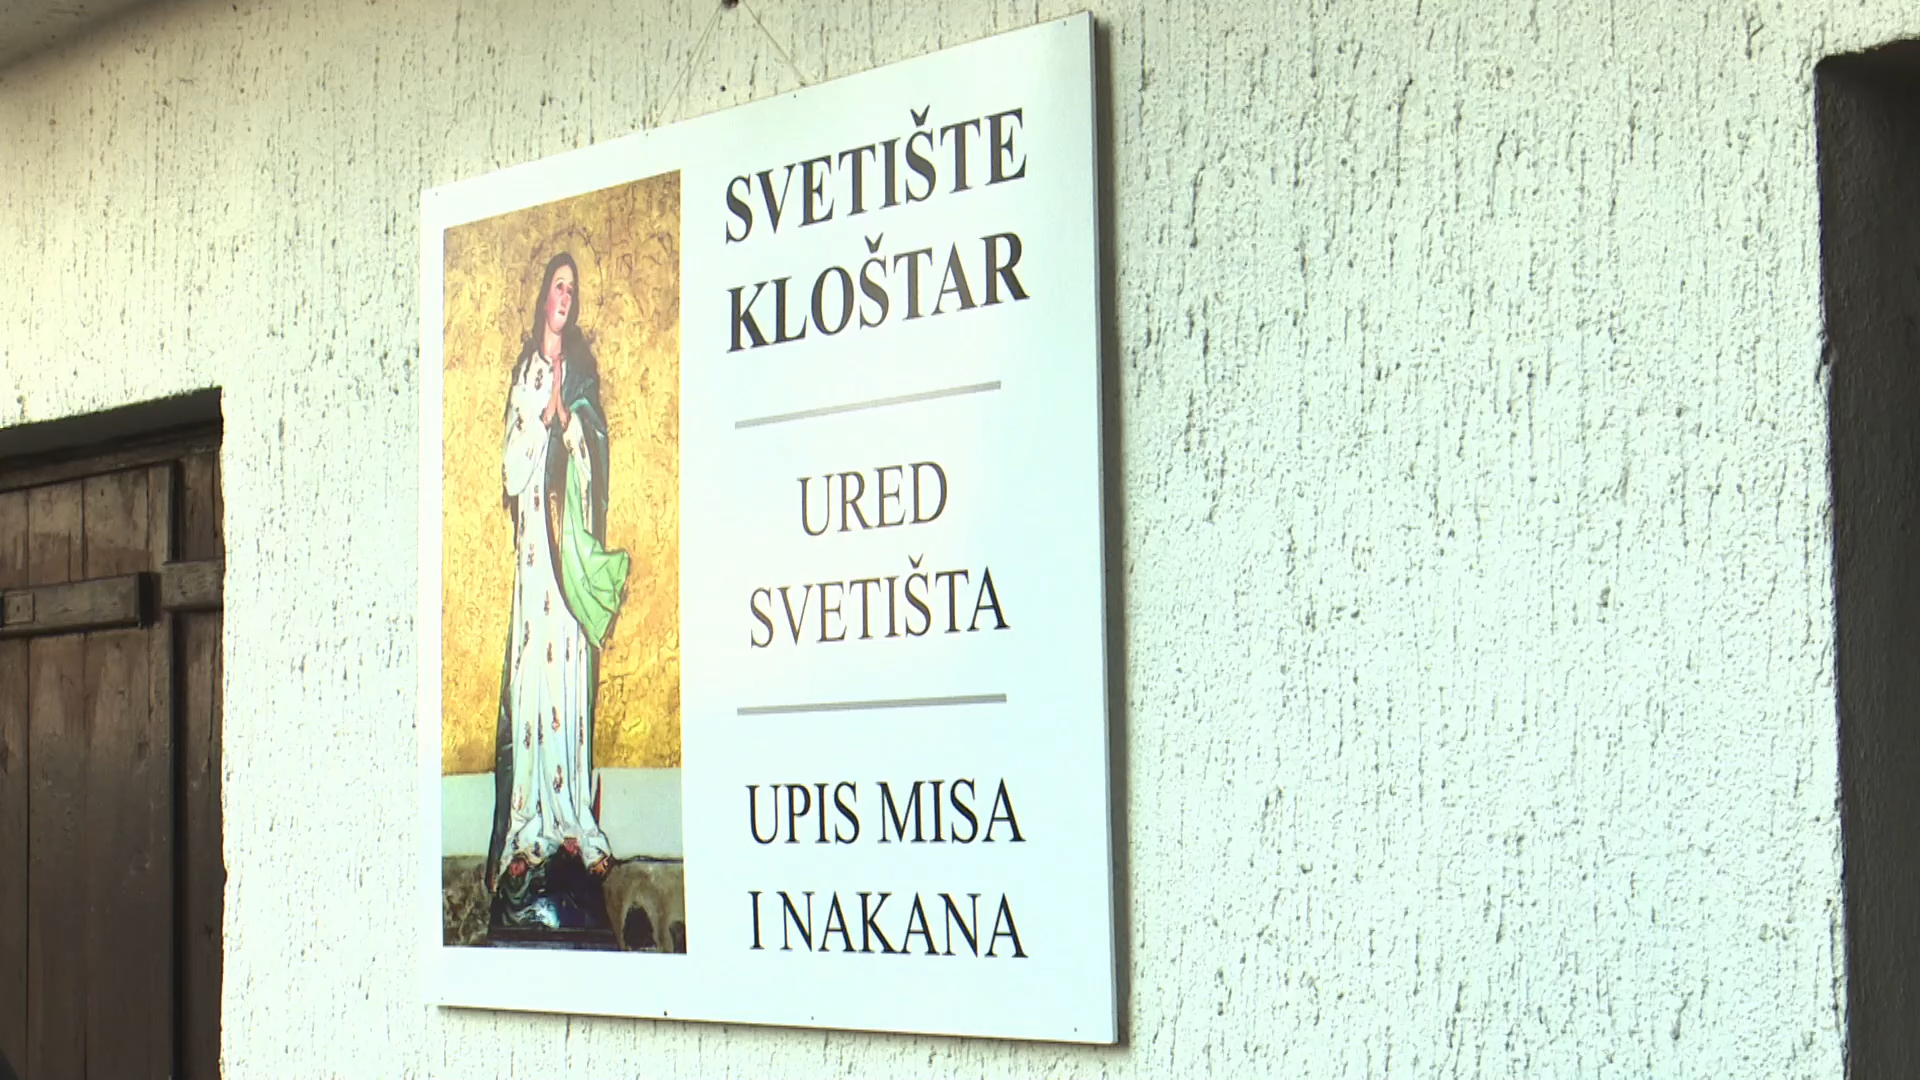 SVETIŠTE
KLOŠTAR
URED
SVETIŠTA
UPIS MISA
I NAKANA